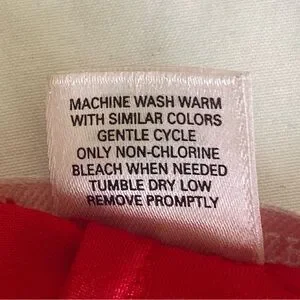 MACHINE WASH WARM
WITH SIMILAR COLORS
GENTLE CYCLE
ONLY NON-CHLORINE
BLEACH WHEN NEEDED
TUMBLE DRY LOW
REMOVE PROMPTLY